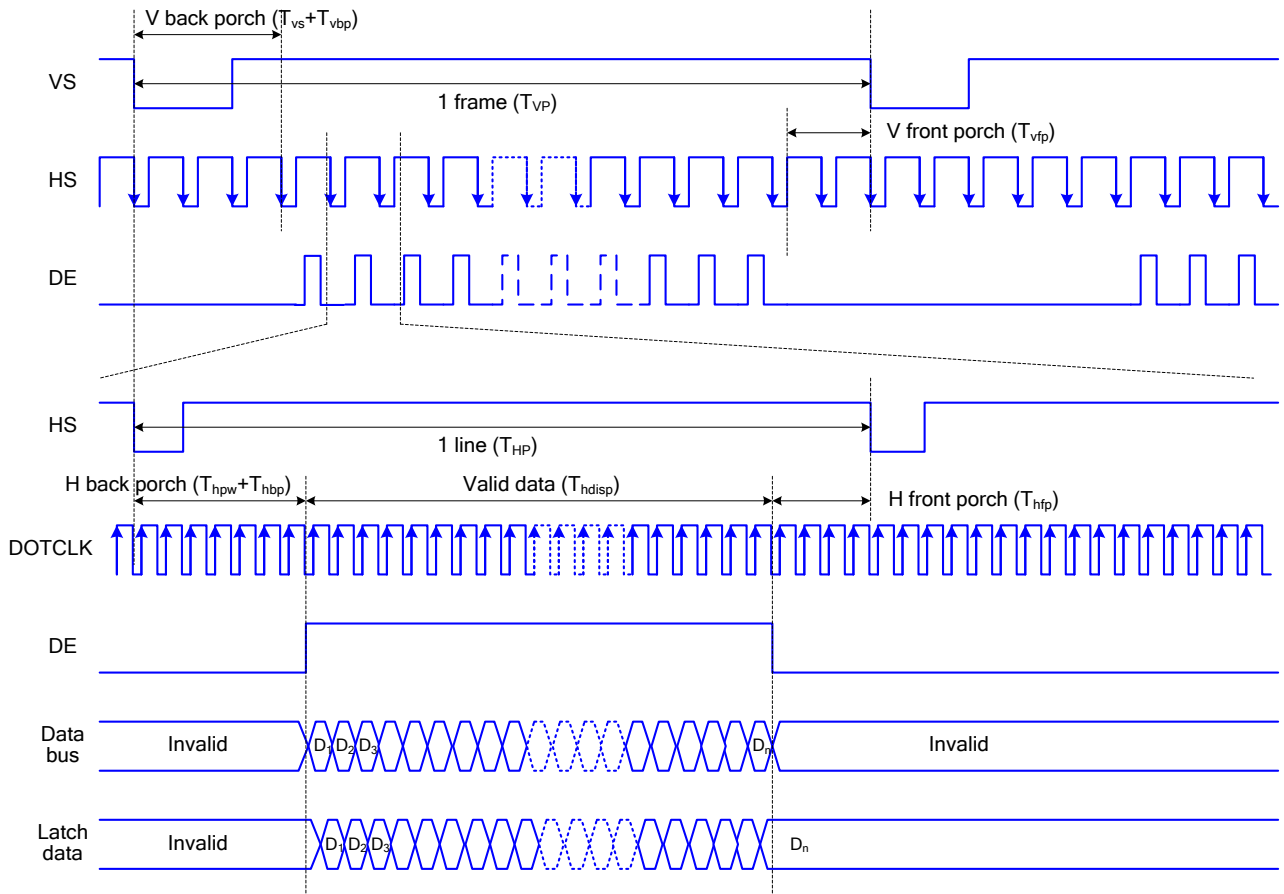 V back porch (Tvs+Tvbp)
VS
1 frame (TVP)
V front porch (Tvfp)
HS
DE
HS
1 line (THP)
H back porch (Thpw+Thbp)
Valid data (Thdisp)
H front porch (Thfp)
DOTCLK
DE
Data
bus
Invalid
D1 D2 D3
Dn
Invalid
Latch
data
Invalid
D1 D2 D3
Dn